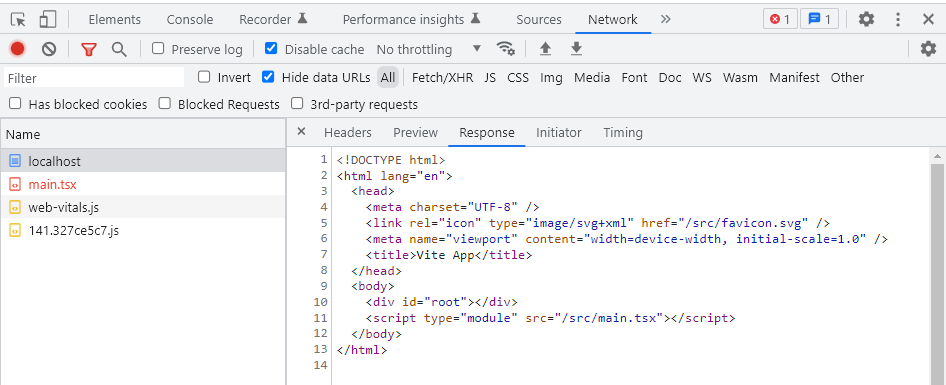 Elements Console Recorder Performance insights Sources Network » 1 1
Preserve log Disable cache No throttling
Filter Invert Hide data URLs All Fetch/XHR JS CSS Img Media Font Doc WS Wasm Manifest Other
Has blocked cookies Blocked Requests 3rd-party requests
Name
localhost
main.tsx
web-vitals.js
141.327ce5c7.js
× Headers Preview Response Initiator Timing
1 <!DOCTYPE html>
2 <html lang="en">
3   <head>
4     <meta charset="UTF-8" />
5     <link rel="icon" type="image/svg+xml" href="/src/favicon.svg" />
6     <meta name="viewport" content="width=device-width, initial-scale=1.0" />
7     <title>Vite App</title>
8   </head>
9   <body>
10     <div id="root"></div>
11     <script type="module" src="/src/main.tsx"></script>
12   </body>
13 </html>
14